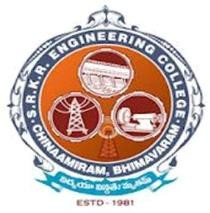 S.R.K.R. ENGINEERING COLLEGE
CHINAAMIRAM, BHIMAVARAM
ESTD - 1981